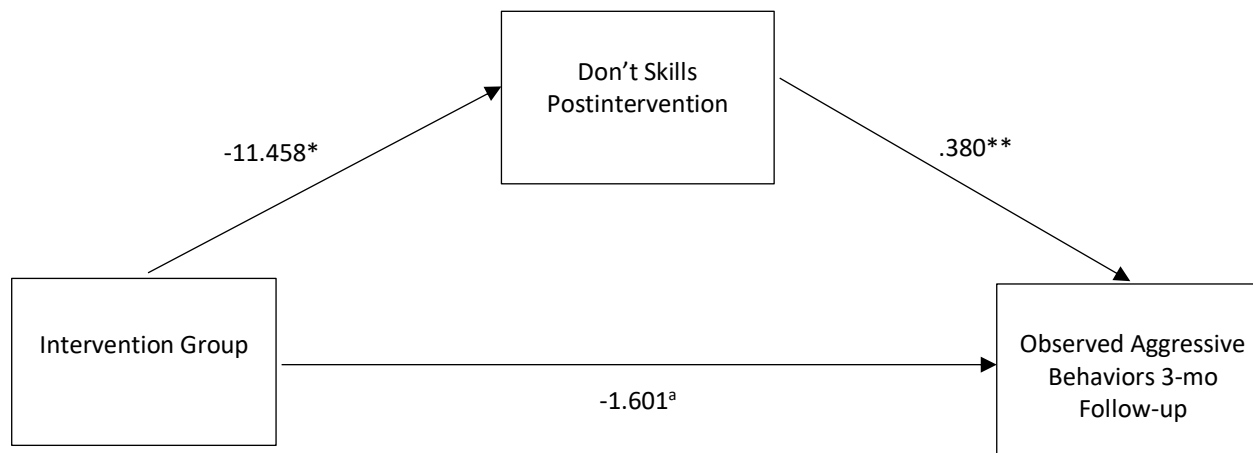 Don’t Skills
Postintervention
-11.458*
.380**
Intervention Group
Observed Aggressive
Behaviors 3-mo
Follow-up
-1.601ª